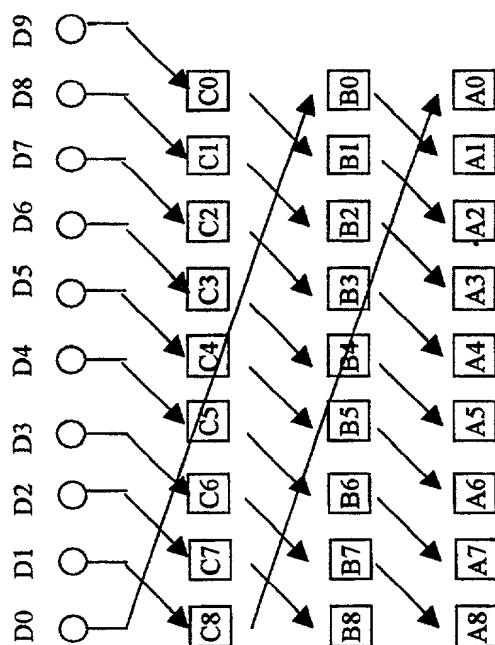 D0 D1 D2 D3 D4 D5 D6 D7 D8 D9
C8 C7 C6 C5 C4 C3 C2 C1 C0
B8 B7 B6 B5 B4 B3 B2 B1 B0
A8 A7 A6 A5 A4 A3 A2 A1 A0